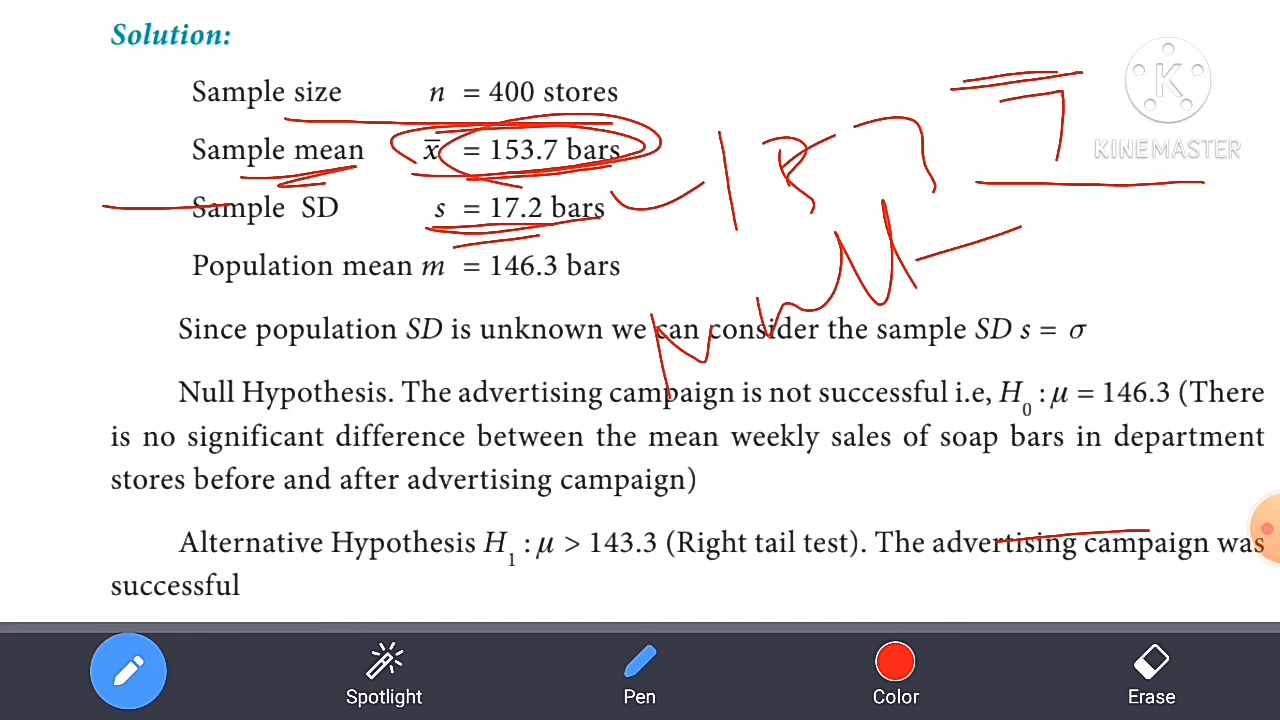 Solution:
Sample size n = 400 stores
KINEMASTER
Sample mean x̅ = 153.7 bars
Sample SD s = 17.2 bars
Population mean m = 146.3 bars
Since population SD is unknown we can consider the sample SD s = σ
Null Hypothesis. The advertising campaign is not successful i.e, H₀ : μ = 146.3 (There
is no significant difference between the mean weekly sales of soap bars in department
stores before and after advertising campaign)
Alternative Hypothesis H₁ : μ > 143.3 (Right tail test). The advertising campaign was
successful
Spotlight Pen Color Erase